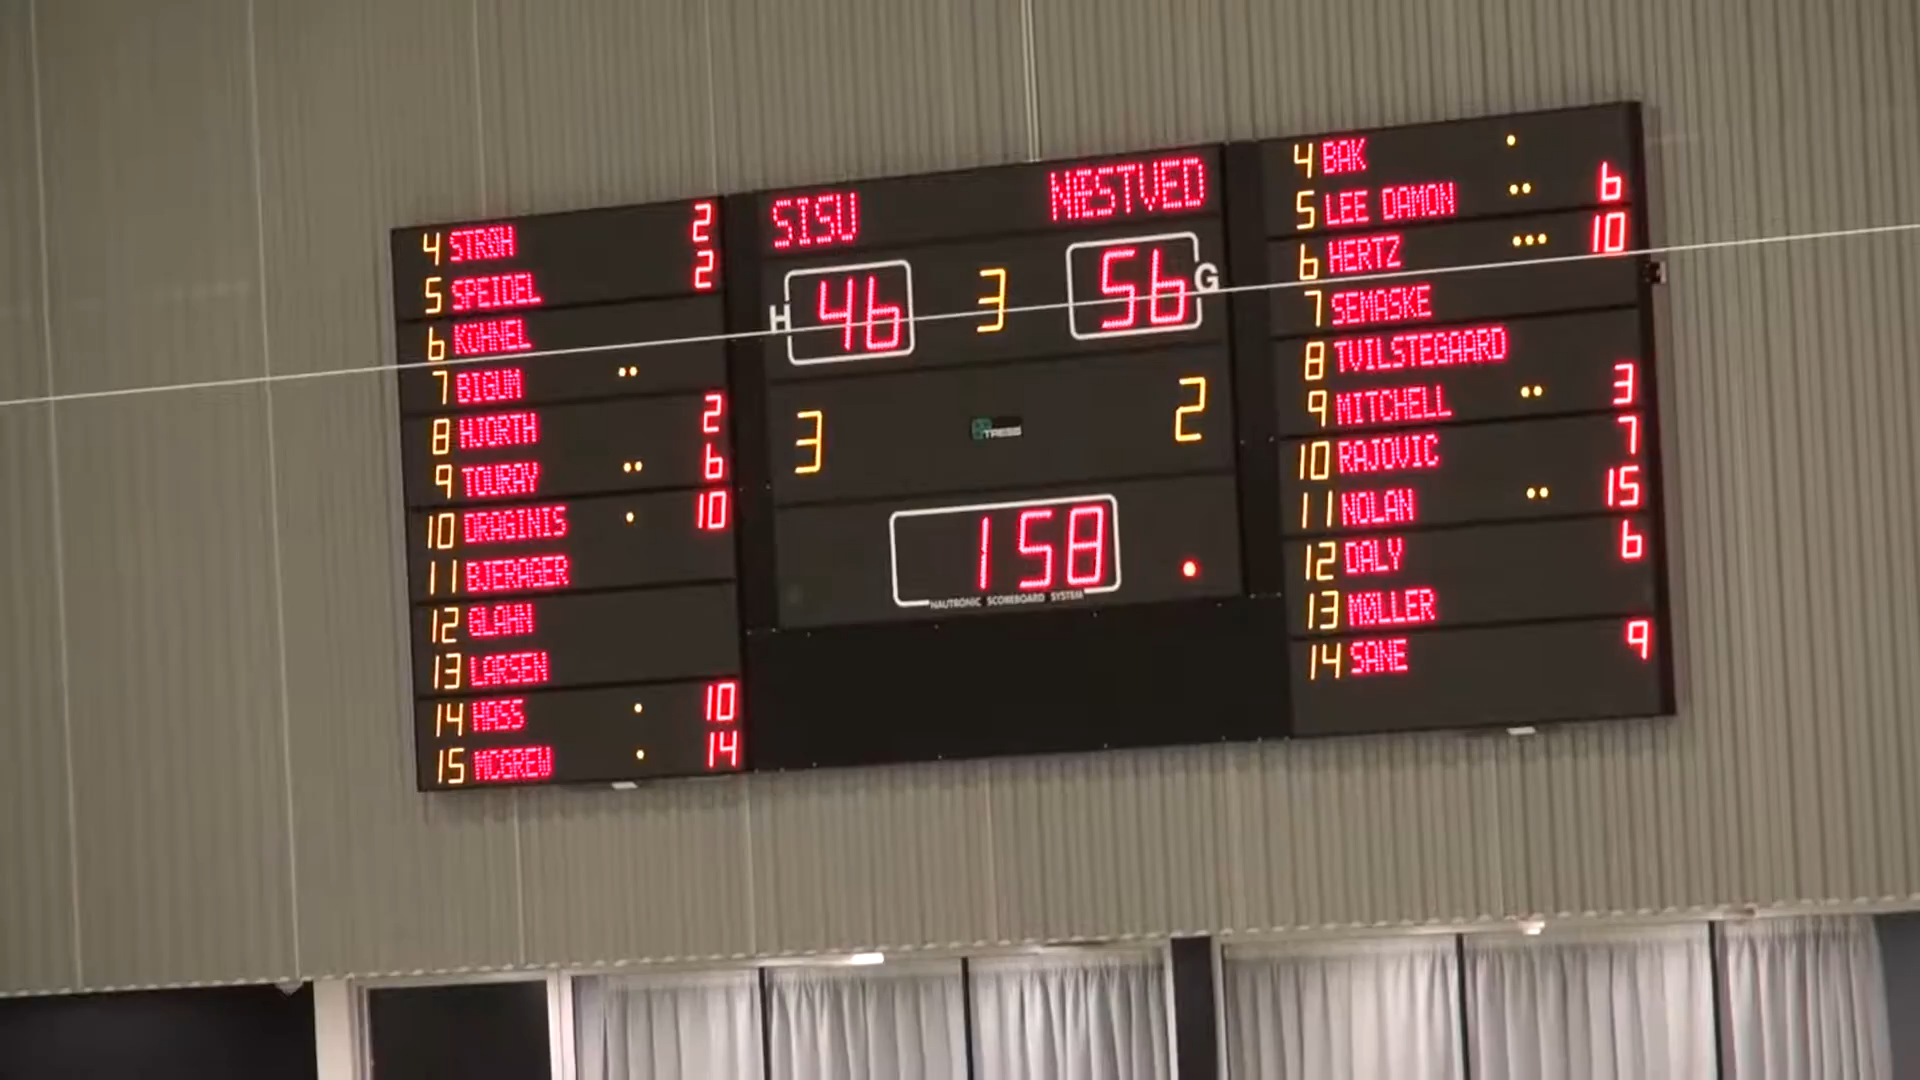 4 STRØH 2
5 SPEIDEL 2
6 KÖHNEL
7 BIGUM
8 HJORTH 2
9 TOURAY 6
10 DRAGINIS 10
11 BJERAGER
12 GLAHN
13 LARSEN
14 HASS 10
15 MCGREW 14
SISU NÆSTVED
H 46 3 56 G
3 2
158
NAUTRONIC SCOREBOARD SYSTEM
4 BAK
5 LEE DAMON 6
6 HERTZ 10
7 SEMASKE
8 TVILSTEGAARD
9 MITCHELL 3
10 RAJOVIC 7
11 NOLAN 15
12 DALY 6
13 MØLLER
14 SANE 9